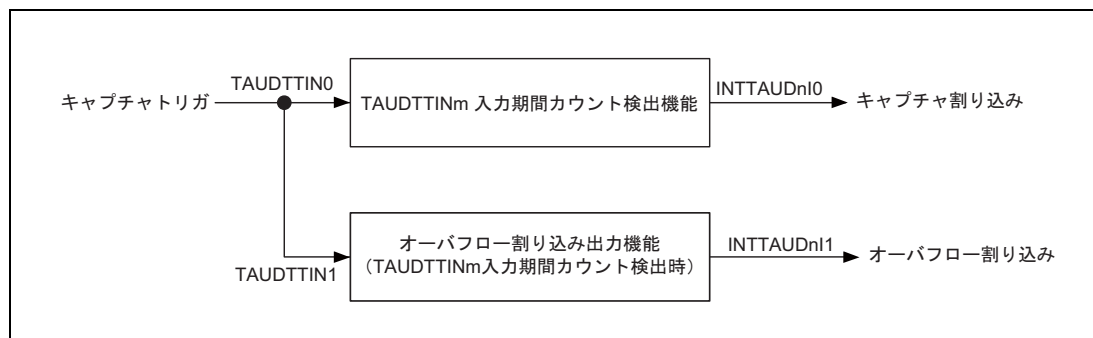 キャプチャトリガ
TAUDTTIN0
TAUDTTINm 入力期間カウント検出機能
INTTAUDnI0
キャプチャ割り込み
TAUDTTIN1
オーバフロー割り込み出力機能
（TAUDTTINm入力期間カウント検出時）
INTTAUDnI1
オーバフロー割り込み